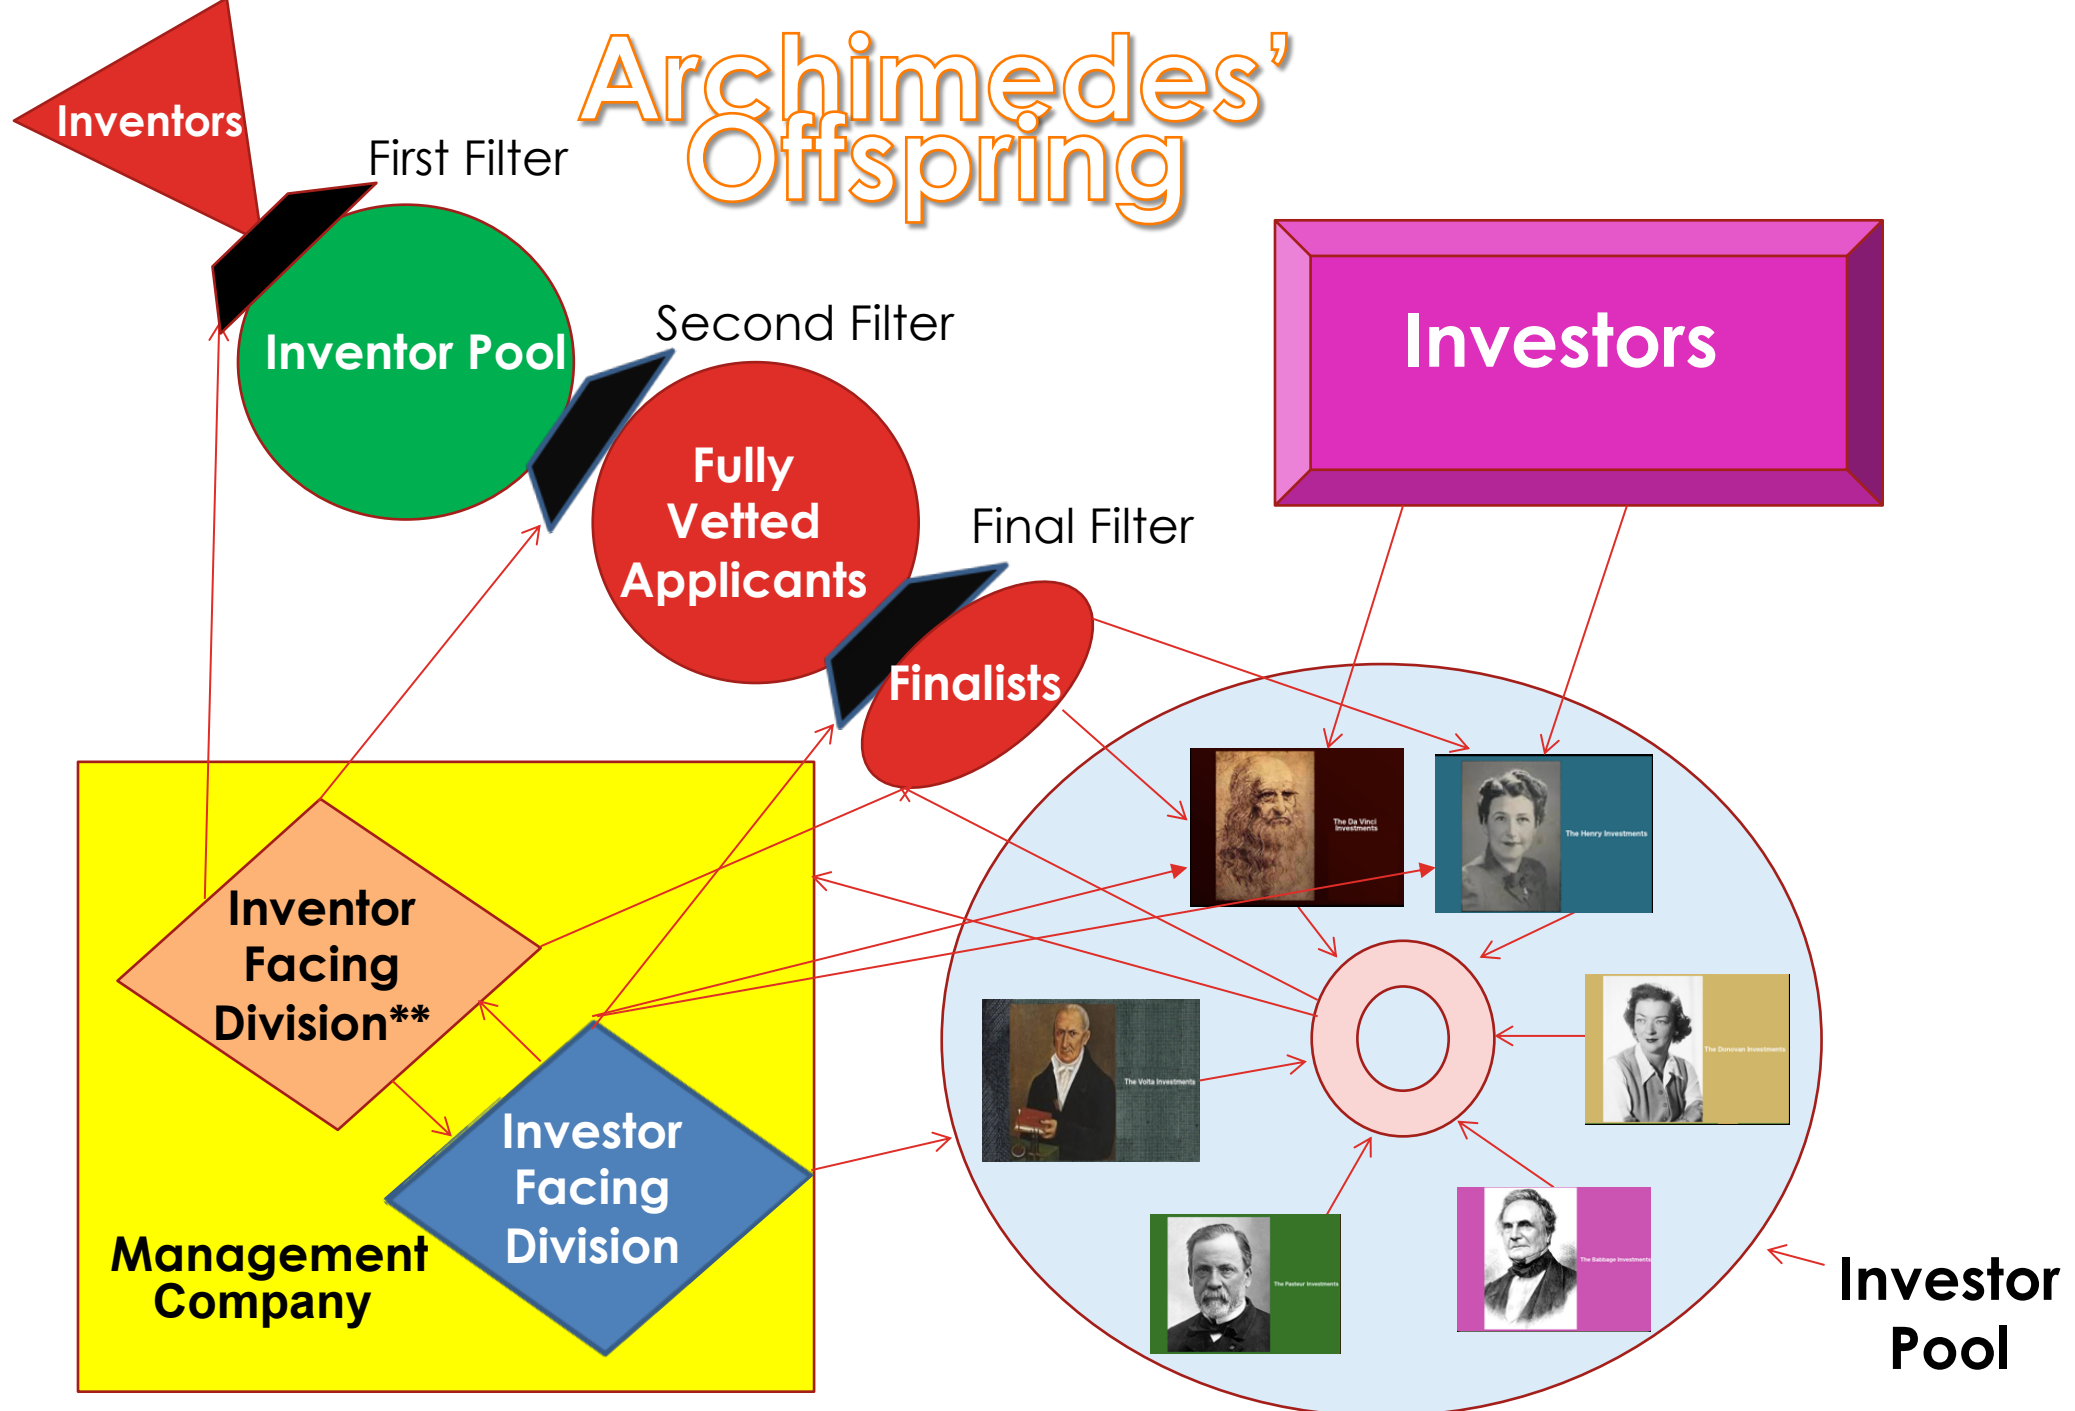 Archimedes’
Offspring
Inventors
First Filter
Inventor Pool
Second Filter
Investors
Fully
Vetted
Applicants
Final Filter
Finalists
The Da Vinci
Investments
The Henry Investments
Inventor
Facing
Division**
The Volta Investments
The Donovan Investments
Investor
Facing
Division
Management
Company
The Pasteur Investments
The Babbage Investments
Investor
Pool